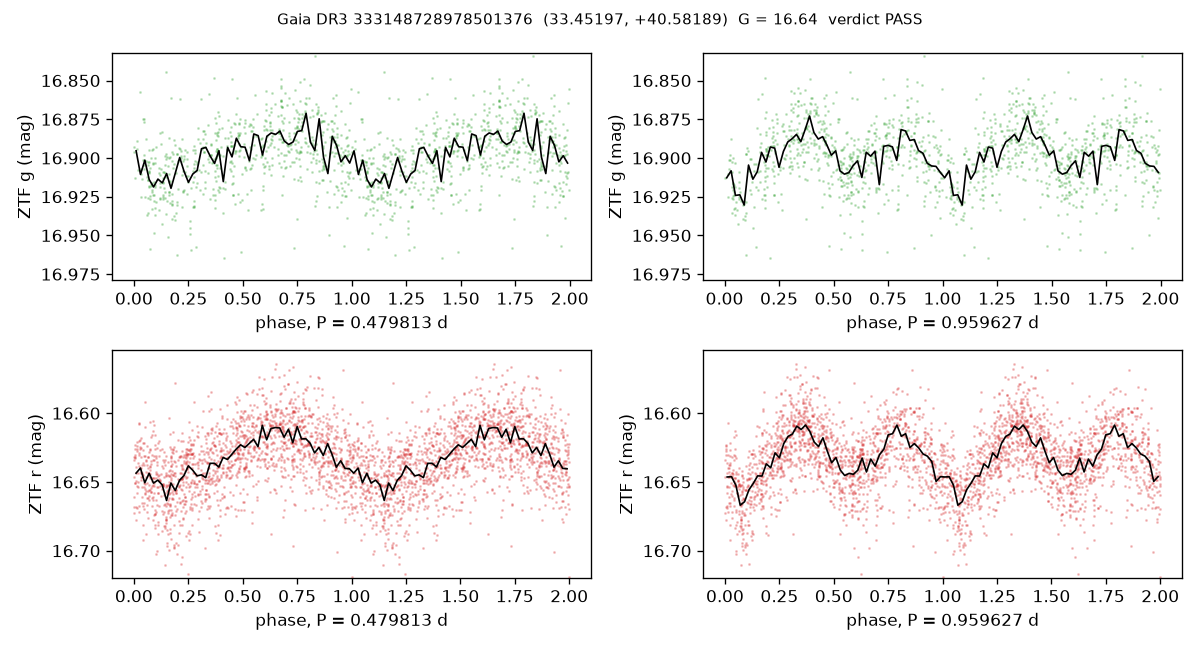 Gaia DR3 333148728978501376 (33.45197, +40.58189) G = 16.64 verdict PASS
ZTF g (mag)
16.850
16.875
16.900
16.925
16.950
16.975
0.00 0.25 0.50 0.75 1.00 1.25 1.50 1.75 2.00
phase, P = 0.479813 d
ZTF g (mag)
16.850
16.875
16.900
16.925
16.950
16.975
0.00 0.25 0.50 0.75 1.00 1.25 1.50 1.75 2.00
phase, P = 0.959627 d
ZTF r (mag)
16.60
16.65
16.70
0.00 0.25 0.50 0.75 1.00 1.25 1.50 1.75 2.00
phase, P = 0.479813 d
ZTF r (mag)
16.60
16.65
16.70
0.00 0.25 0.50 0.75 1.00 1.25 1.50 1.75 2.00
phase, P = 0.959627 d